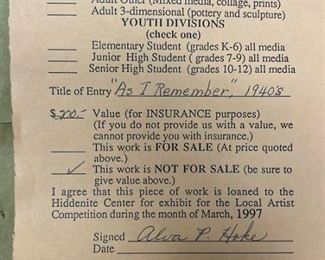 Adult Other (Mixed media, collage, prints)
Adult 3-dimensional (pottery and sculpture)
YOUTH DIVISIONS
(check one)
Elementary Student (grades K-6) all media
Junior High Student (grades 7-9) all media
Senior High Student (grades 10-12) all media
Title of Entry "As I Remember," 1940's
$200.- Value (for INSURANCE purposes)
(If you do not provide us with a value, we
cannot provide you with insurance.)
This work is FOR SALE (At price quoted
above.)
✓ This work is NOT FOR SALE (be sure to
give value above.)
I agree that this piece of work is loaned to the
Hiddenite Center for exhibit for the Local Artist
Competition during the month of March, 1997
Signed Alva P. Hoke
Date